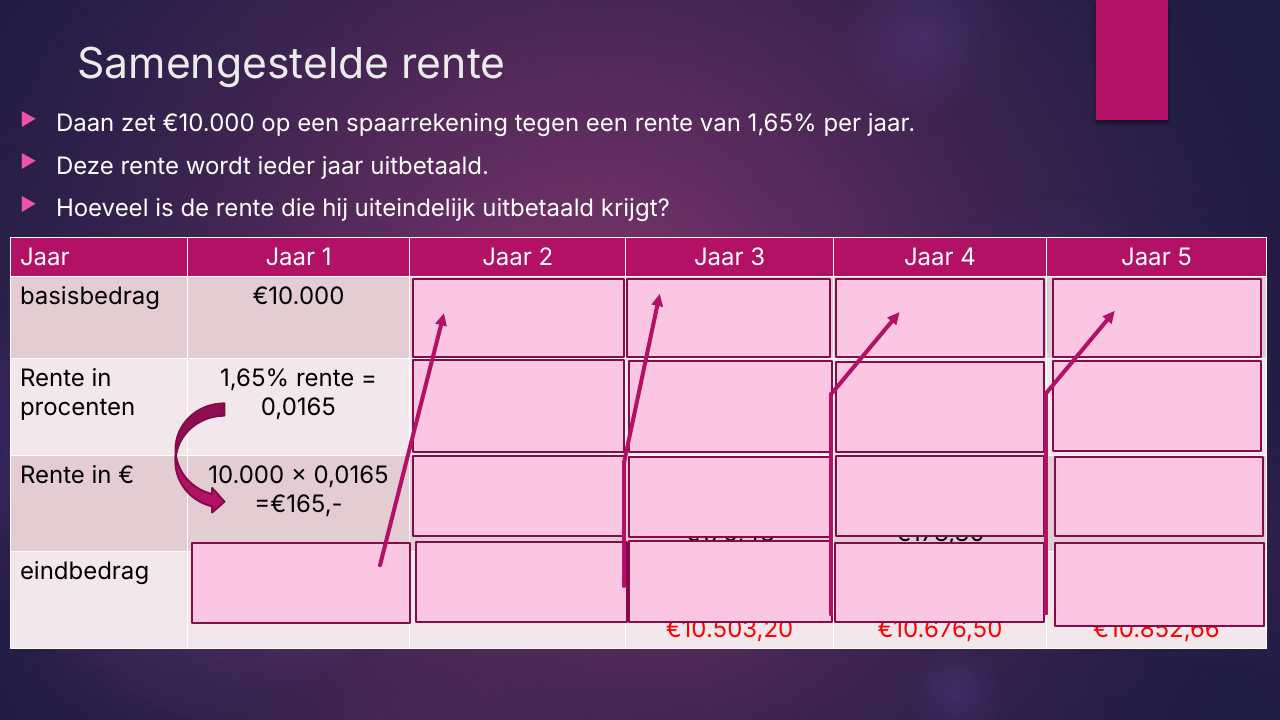 Samengestelde rente
Daan zet €10.000 op een spaarrekening tegen een rente van 1,65% per jaar.
Deze rente wordt ieder jaar uitbetaald.
Hoeveel is de rente die hij uiteindelijk uitbetaald krijgt?
Jaar Jaar 1 Jaar 2 Jaar 3 Jaar 4 Jaar 5
basisbedrag €10.000
Rente in 1,65% rente =
procenten 0,0165
Rente in € 10.000 × 0,0165
=€165,-
eindbedrag
€10.503,20 €10.676,50 €10.852,66